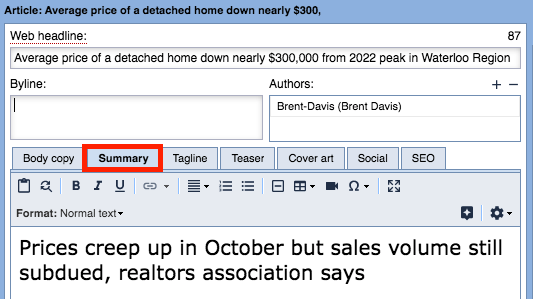 Article: Average price of a detached home down nearly $300,
Web headline: 87
Average price of a detached home down nearly $300,000 from 2022 peak in Waterloo Region
Byline: Authors: + −
Brent-Davis (Brent Davis)
Body copy Summary Tagline Teaser Cover art Social SEO
B I U Ω
Format: Normal text
Prices creep up in October but sales volume still
subdued, realtors association says